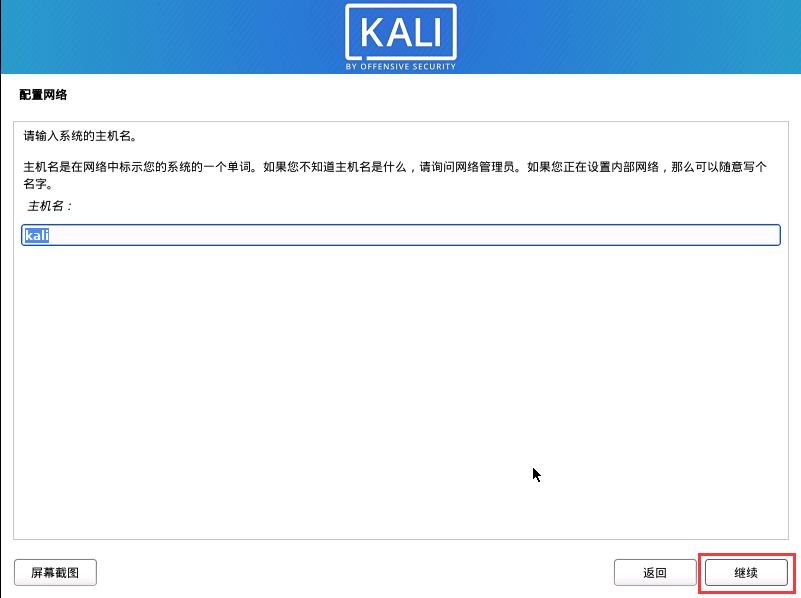 KALI
BY OFFENSIVE SECURITY
配置网络
请输入系统的主机名。
主机名是在网络中标示您的系统的一个单词。如果您不知道主机名是什么，请询问网络管理员。如果您正在设置内部网络，那么可以随意写个
名字。
主机名：
kali
屏幕截图
返回
继续